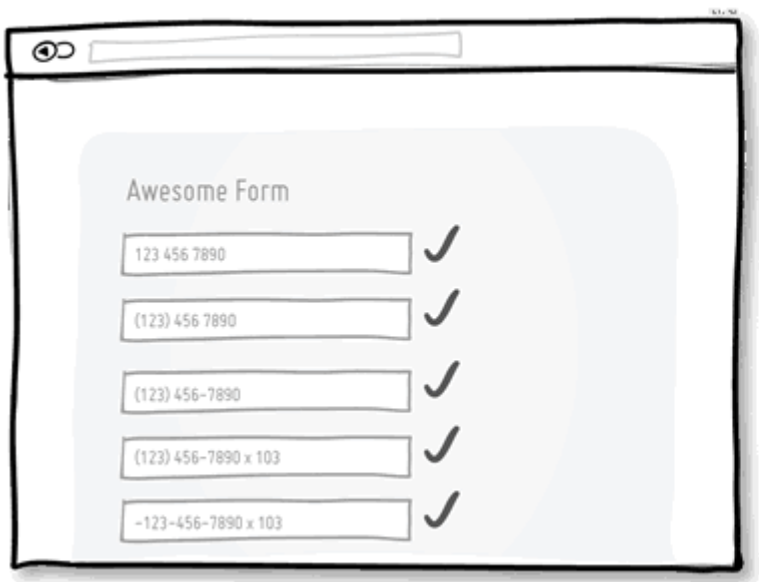 Awesome Form
123 456 7890
(123) 456 7890
(123) 456-7890
(123) 456-7890 x 103
-123-456-7890 x 103